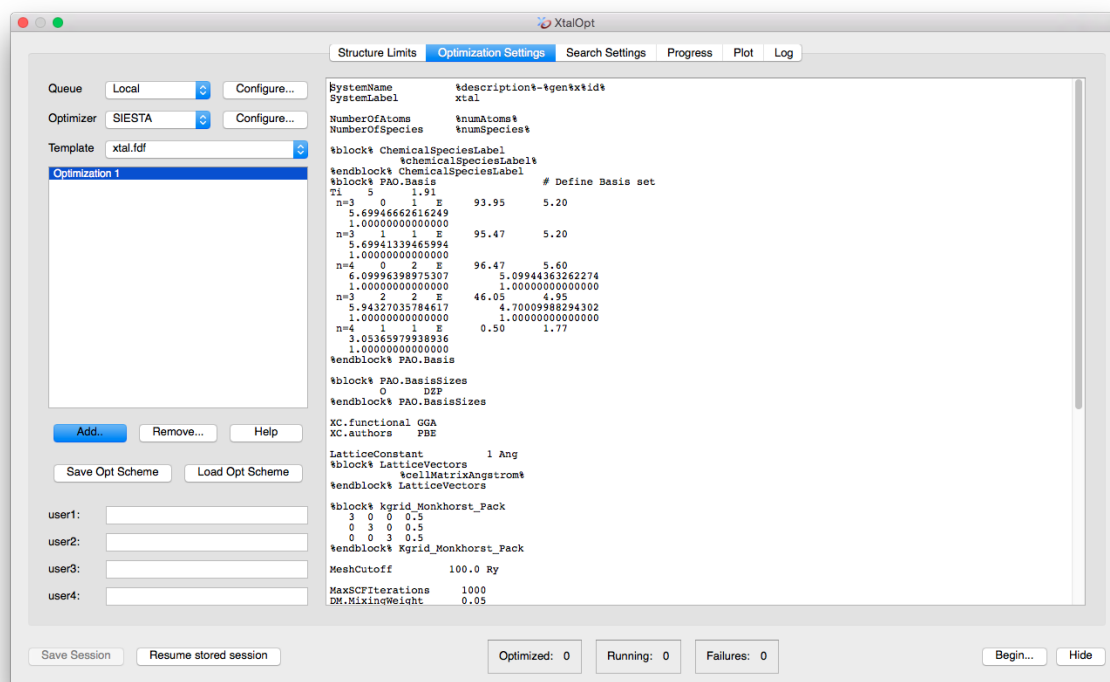 XtalOpt
Structure Limits Optimization Settings Search Settings Progress Plot Log
Queue Local Configure...
Optimizer SIESTA Configure...
Template xtal.fdf
Optimization 1
Add.. Remove... Help
Save Opt Scheme Load Opt Scheme
user1:
user2:
user3:
user4:
SystemName %description%-%gen%x%id%
SystemLabel xtal
NumberOfAtoms %numAtoms%
NumberOfSpecies %numSpecies%
%block% ChemicalSpeciesLabel
%chemicalSpeciesLabel%
%endblock% ChemicalSpeciesLabel
%block% PAO.Basis # Define Basis set
Ti 5 1.91
n=3 0 1 E 93.95 5.20
5.69946662616249
1.00000000000000
n=3 1 1 E 95.47 5.20
5.69941339465994
1.00000000000000
n=4 0 2 E 96.47 5.60
6.09996398975307 5.09944363262274
1.00000000000000 1.00000000000000
n=3 2 2 E 46.05 4.95
5.94327035784617 4.70009988294302
1.00000000000000 1.00000000000000
n=4 1 1 E 0.50 1.77
3.05365979938936
1.00000000000000
%endblock% PAO.Basis
%block% PAO.BasisSizes
O DZP
%endblock% PAO.BasisSizes
XC.functional GGA
XC.authors PBE
LatticeConstant 1 Ang
%block% LatticeVectors
%cellMatrixAngstrom%
%endblock% LatticeVectors
%block% kgrid_Monkhorst_Pack
3 0 0 0.5
0 3 0 0.5
0 0 3 0.5
%endblock% Kgrid_Monkhorst_Pack
MeshCutoff 100.0 Ry
MaxSCFIterations 1000
DM.MixingWeight 0.05
Save Session Resume stored session Optimized: 0 Running: 0 Failures: 0 Begin... Hide